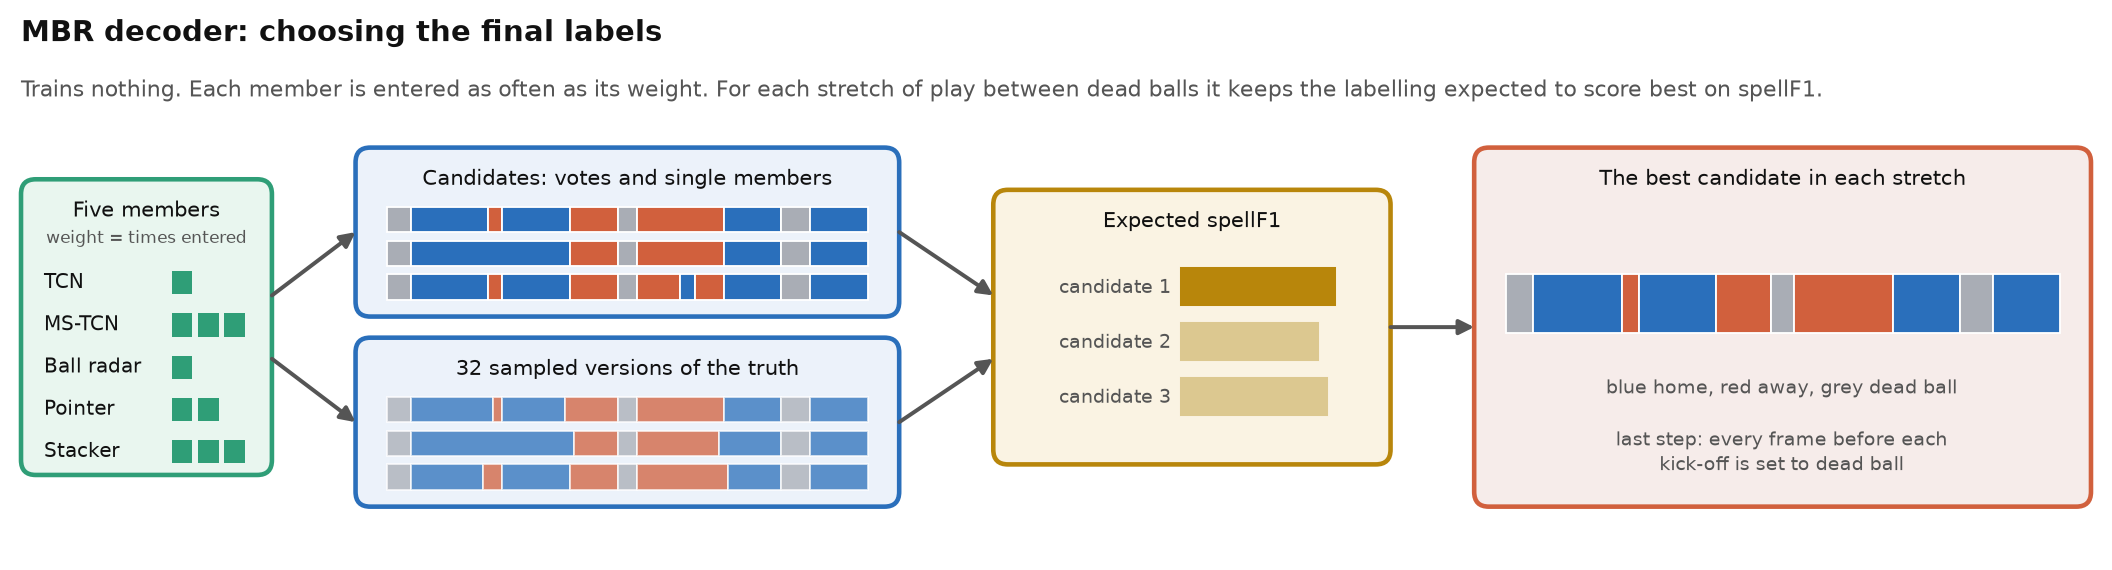 MBR decoder: choosing the final labels
Trains nothing. Each member is entered as often as its weight. For each stretch of play between dead balls it keeps the labelling expected to score best on spellF1.
Five members
weight = times entered
TCN
MS-TCN
Ball radar
Pointer
Stacker
Candidates: votes and single members
32 sampled versions of the truth
Expected spellF1
candidate 1
candidate 2
candidate 3
The best candidate in each stretch
blue home, red away, grey dead ball
last step: every frame before each
kick-off is set to dead ball